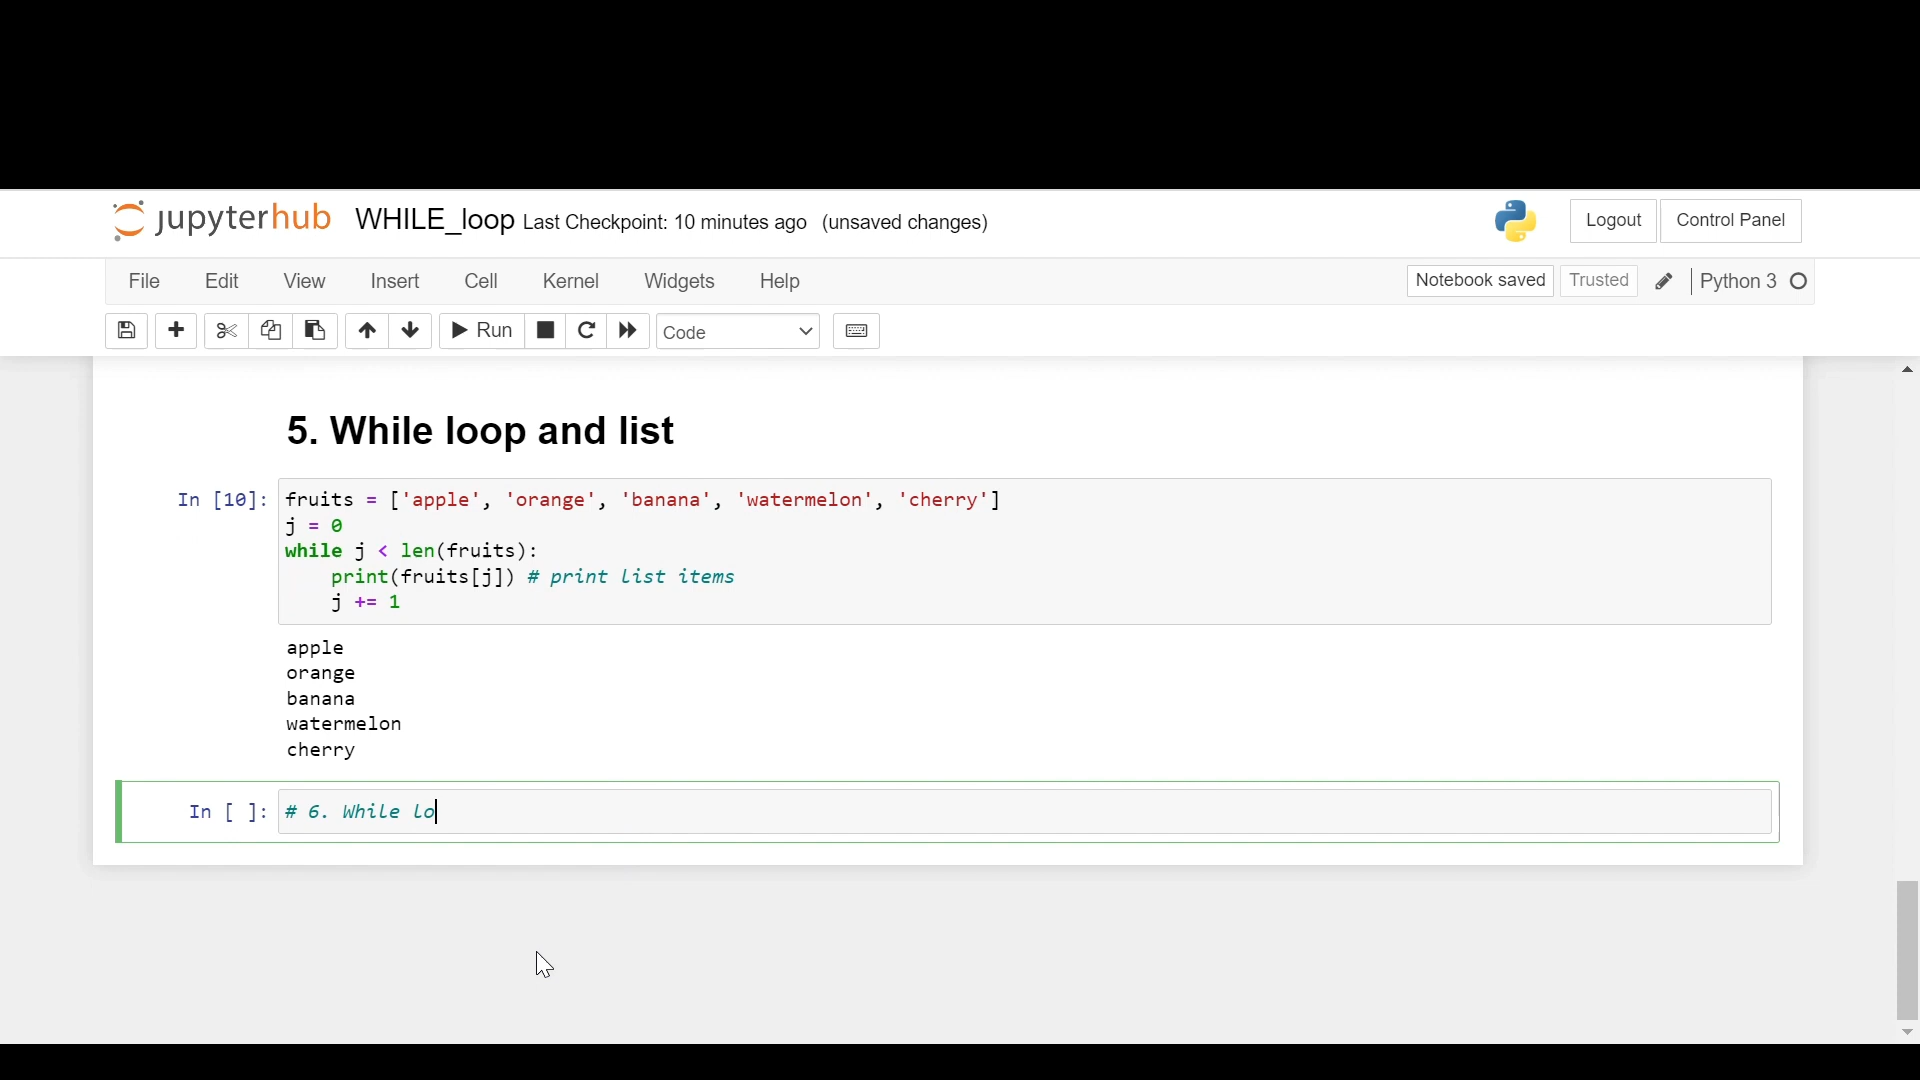 jupyterhub WHILE_loop Last Checkpoint: 10 minutes ago (unsaved changes) Logout Control Panel
File Edit View Insert Cell Kernel Widgets Help Notebook saved Trusted Python 3
Run Code
5. While loop and list
In [10]: fruits = ['apple', 'orange', 'banana', 'watermelon', 'cherry']
j = 0
while j < len(fruits):
print(fruits[j]) # print list items
j += 1
apple
orange
banana
watermelon
cherry
In [ ]: # 6. While lo